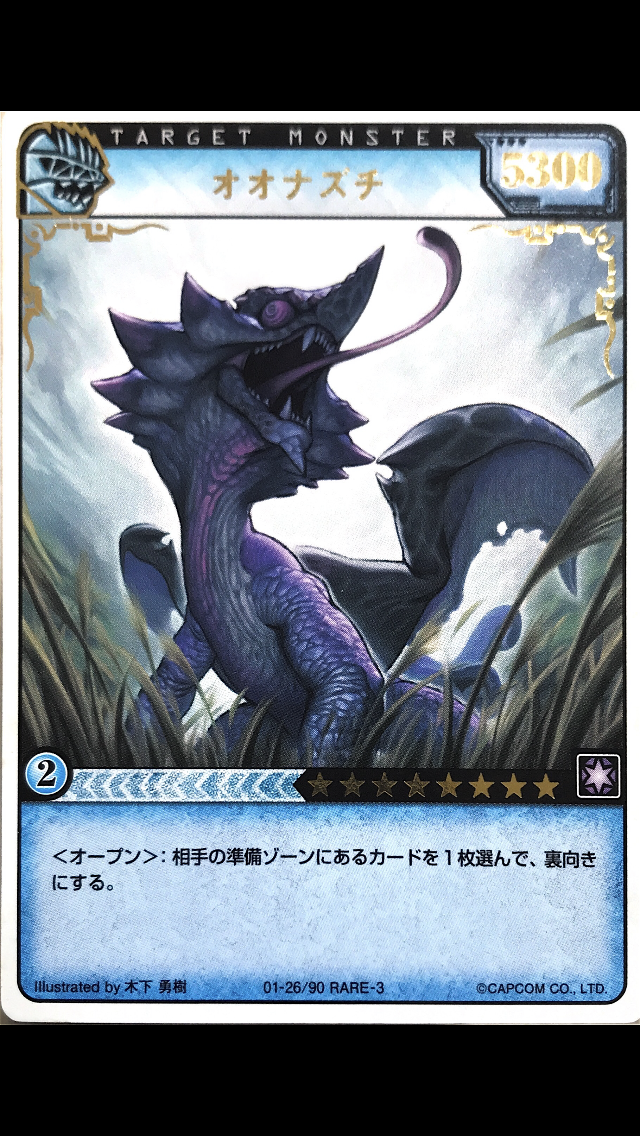 TARGET MONSTER
オオナズチ
5300
2
＜オープン＞：相手の準備ゾーンにあるカードを１枚選んで、裏向き
にする。
Illustrated by 木下 勇樹 01-26/90 RARE-3 ©CAPCOM CO., LTD.